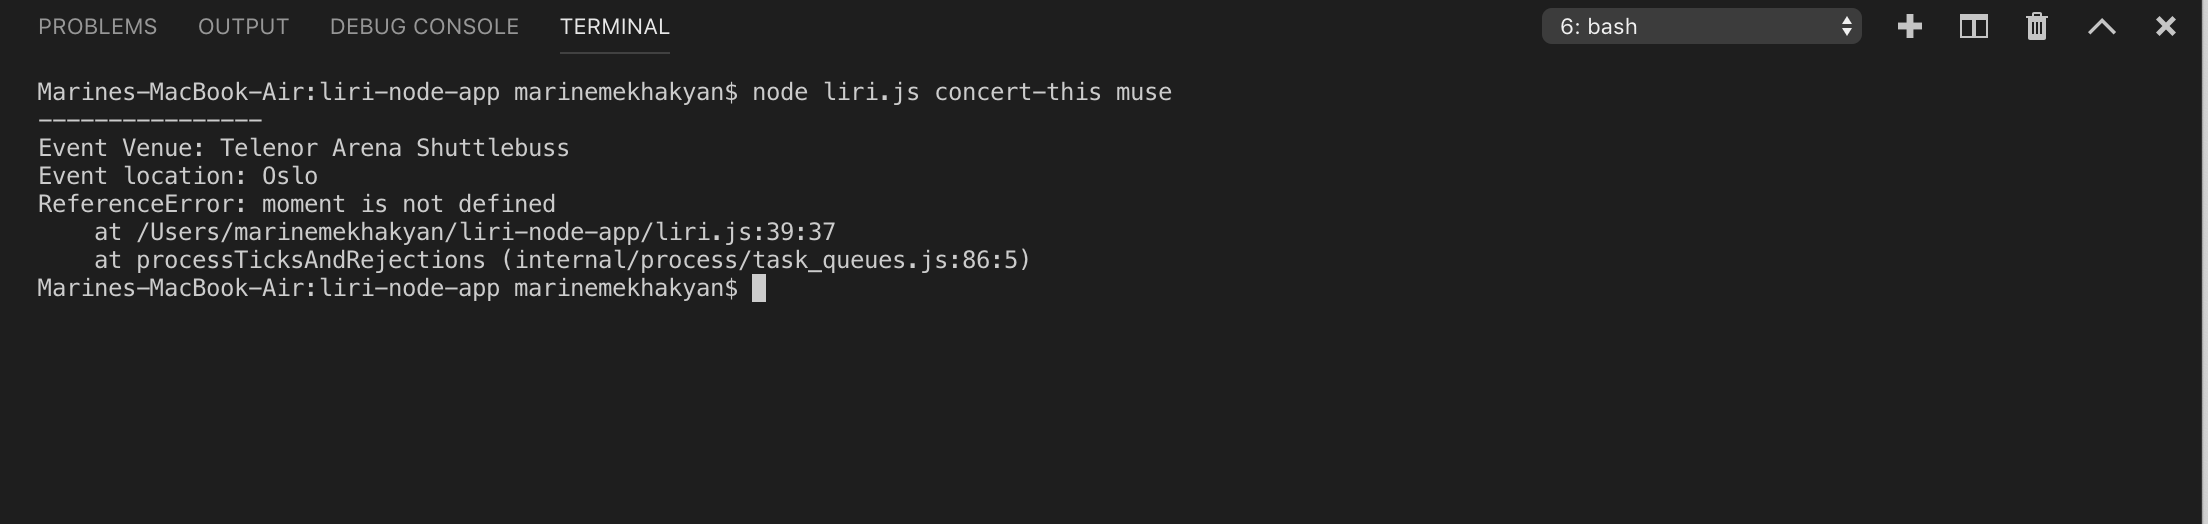 PROBLEMS OUTPUT DEBUG CONSOLE TERMINAL 6: bash
Marines-MacBook-Air:liri-node-app marinemekhakyan$ node liri.js concert-this muse
----------------
Event Venue: Telenor Arena Shuttlebuss
Event location: Oslo
ReferenceError: moment is not defined
    at /Users/marinemekhakyan/liri-node-app/liri.js:39:37
    at processTicksAndRejections (internal/process/task_queues.js:86:5)
Marines-MacBook-Air:liri-node-app marinemekhakyan$